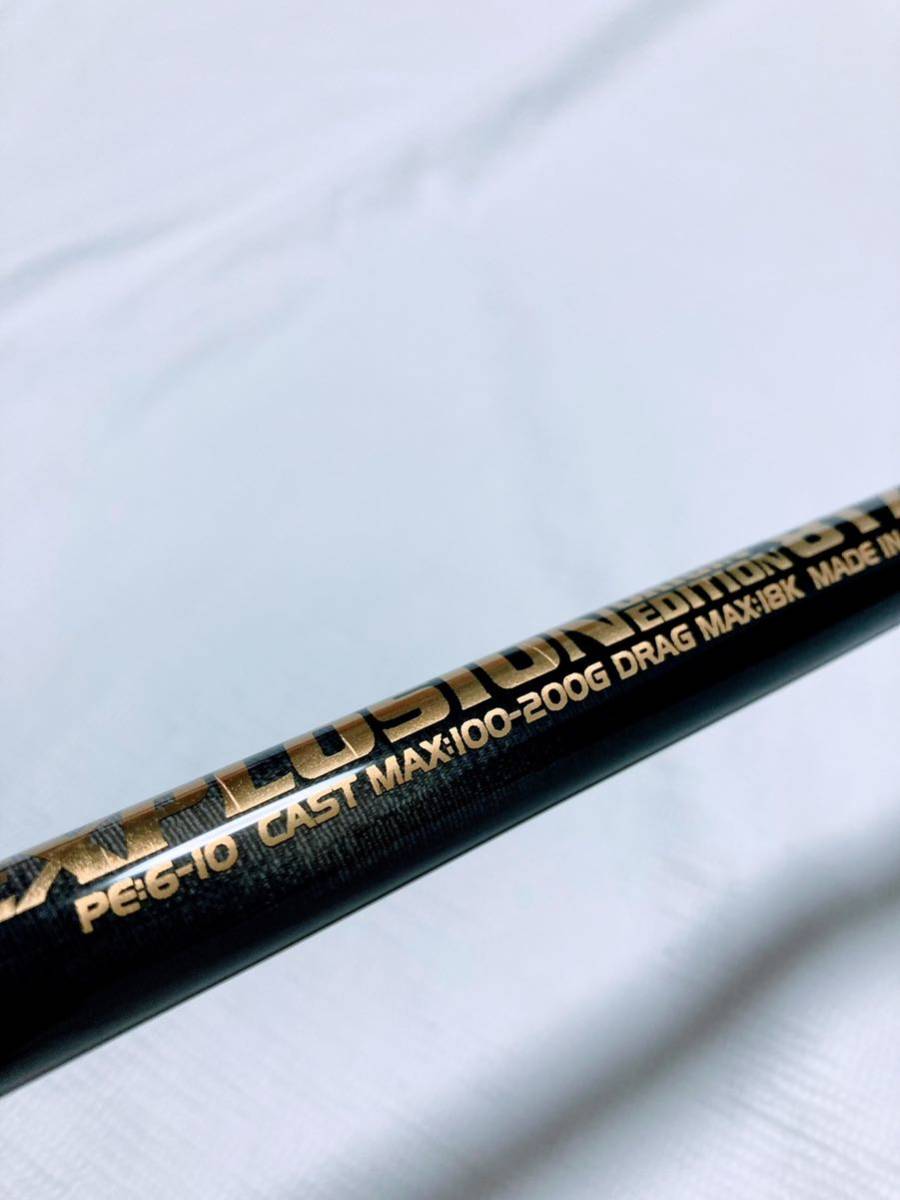 EXPLOSION EDITION
PE:6-10 CAST MAX:100-200G DRAG MAX:18K MADE IN